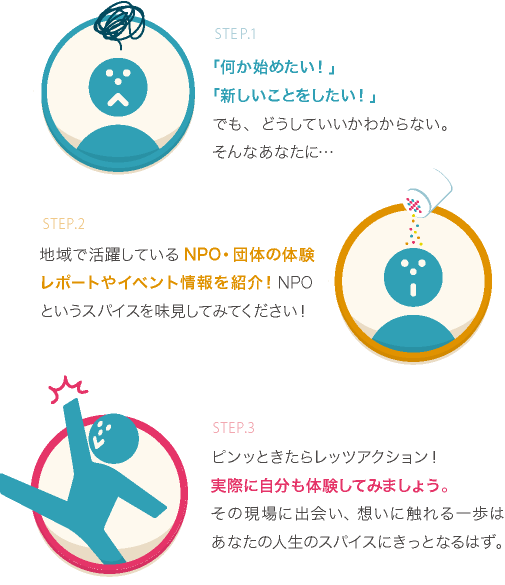 STEP.1
「何か始めたい！」
「新しいことをしたい！」
でも、どうしていいかわからない。
そんなあなたに…
STEP.2
地域で活躍している NPO・団体の体験
レポートやイベント情報を紹介！NPO
というスパイスを味見してみてください！
STEP.3
ピンッときたらレッツアクション！
実際に自分も体験してみましょう。
その現場に出会い、想いに触れる一歩は
あなたの人生のスパイスにきっとなるはず。